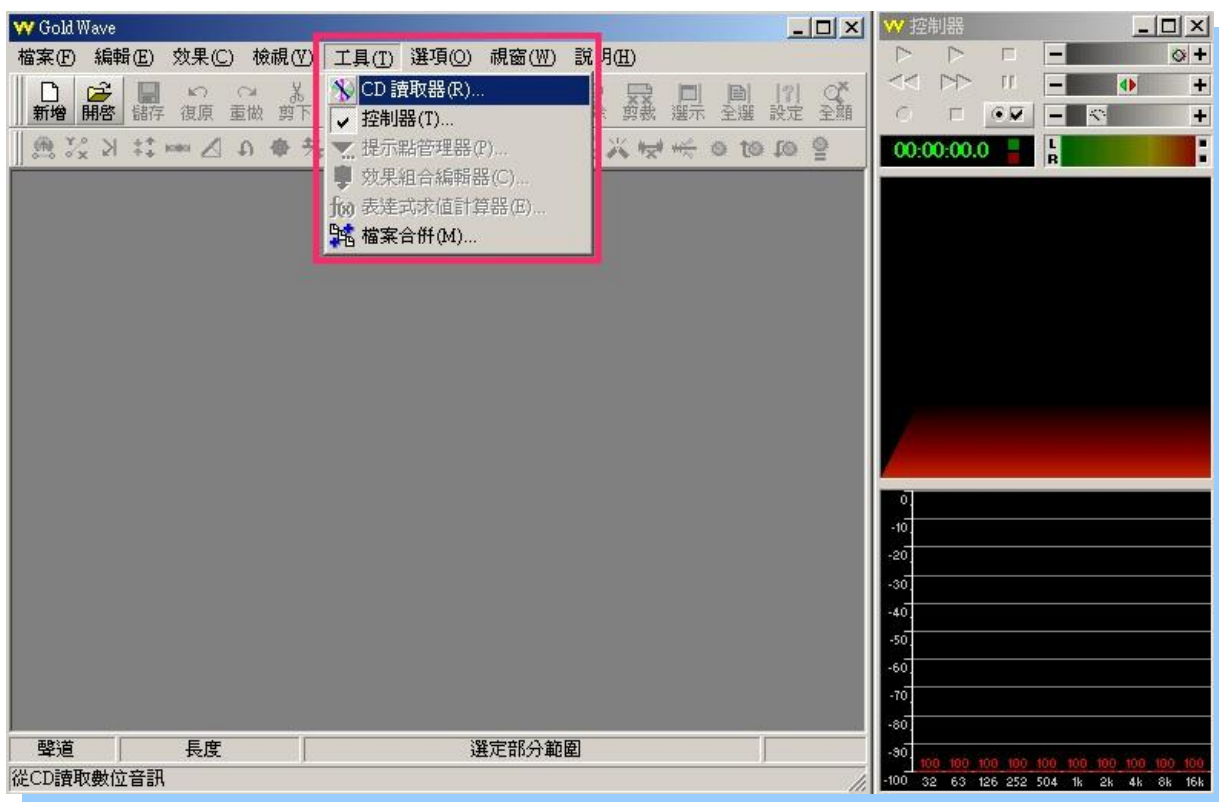 Gold Wave
檔案(F) 編輯(E) 效果(C) 檢視(V) 工具(T) 選項(O) 視窗(W) 說明(H)
新增 開啓 儲存 復原 重做 剪下 剪裁 選示 全選 設定 全顯
CD 讀取器(R)...
控制器(T)...
提示點管理器(P)...
效果組合編輯器(C)...
f(x) 表達式求值計算器(E)...
檔案合併(M)...
聲道 長度 選定部分範圍
從CD讀取數位音訊
控制器
00:00:00.0
L
R
0
-10
-20
-30
-40
-50
-60
-70
-80
-90
100 100 100 100 100 100 100 100 100 100
-100 32 63 126 252 504 1k 2k 4k 8k 16k